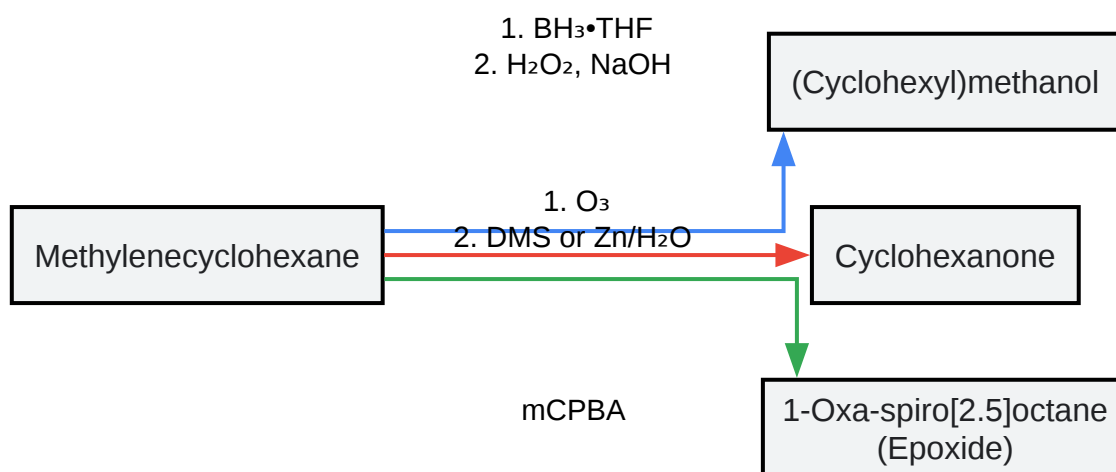 1. BH₃•THF
2. H₂O₂, NaOH
(Cyclohexyl)methanol
1. O₃
2. DMS or Zn/H₂O
Methylenecyclohexane
Cyclohexanone
mCPBA
1-Oxa-spiro[2.5]octane
(Epoxide)